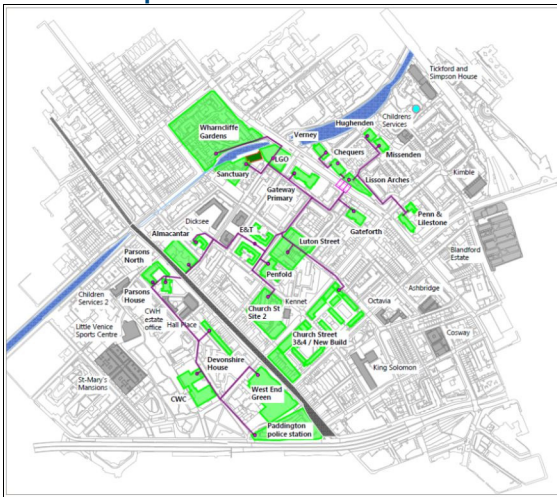 Tickford and
Simpson House
Hughenden
Childrens
Services
Verney
Wharncliffe
Gardens
Chequers
LGO
Missenden
Sanctuary
Lisson Arches
Kimble
Gateway
Primary
Penn &
Lilestone
Dicksee
E&T
Gateforth
Almacantar
Luton Street
Blandford
Estate
Parsons
North
Penfold
Parsons
House
Ashbridge
Children
Services 2
CWH
estate
office
Church St
Site 2
Kennet
Octavia
Hall Place
Little Venice
Sports Centre
Church Street
3&4 / New Build
Cosway
Devonshire
House
King Solomon
St-Mary's
Mansions
West End
Green
CWC
Paddington
police station